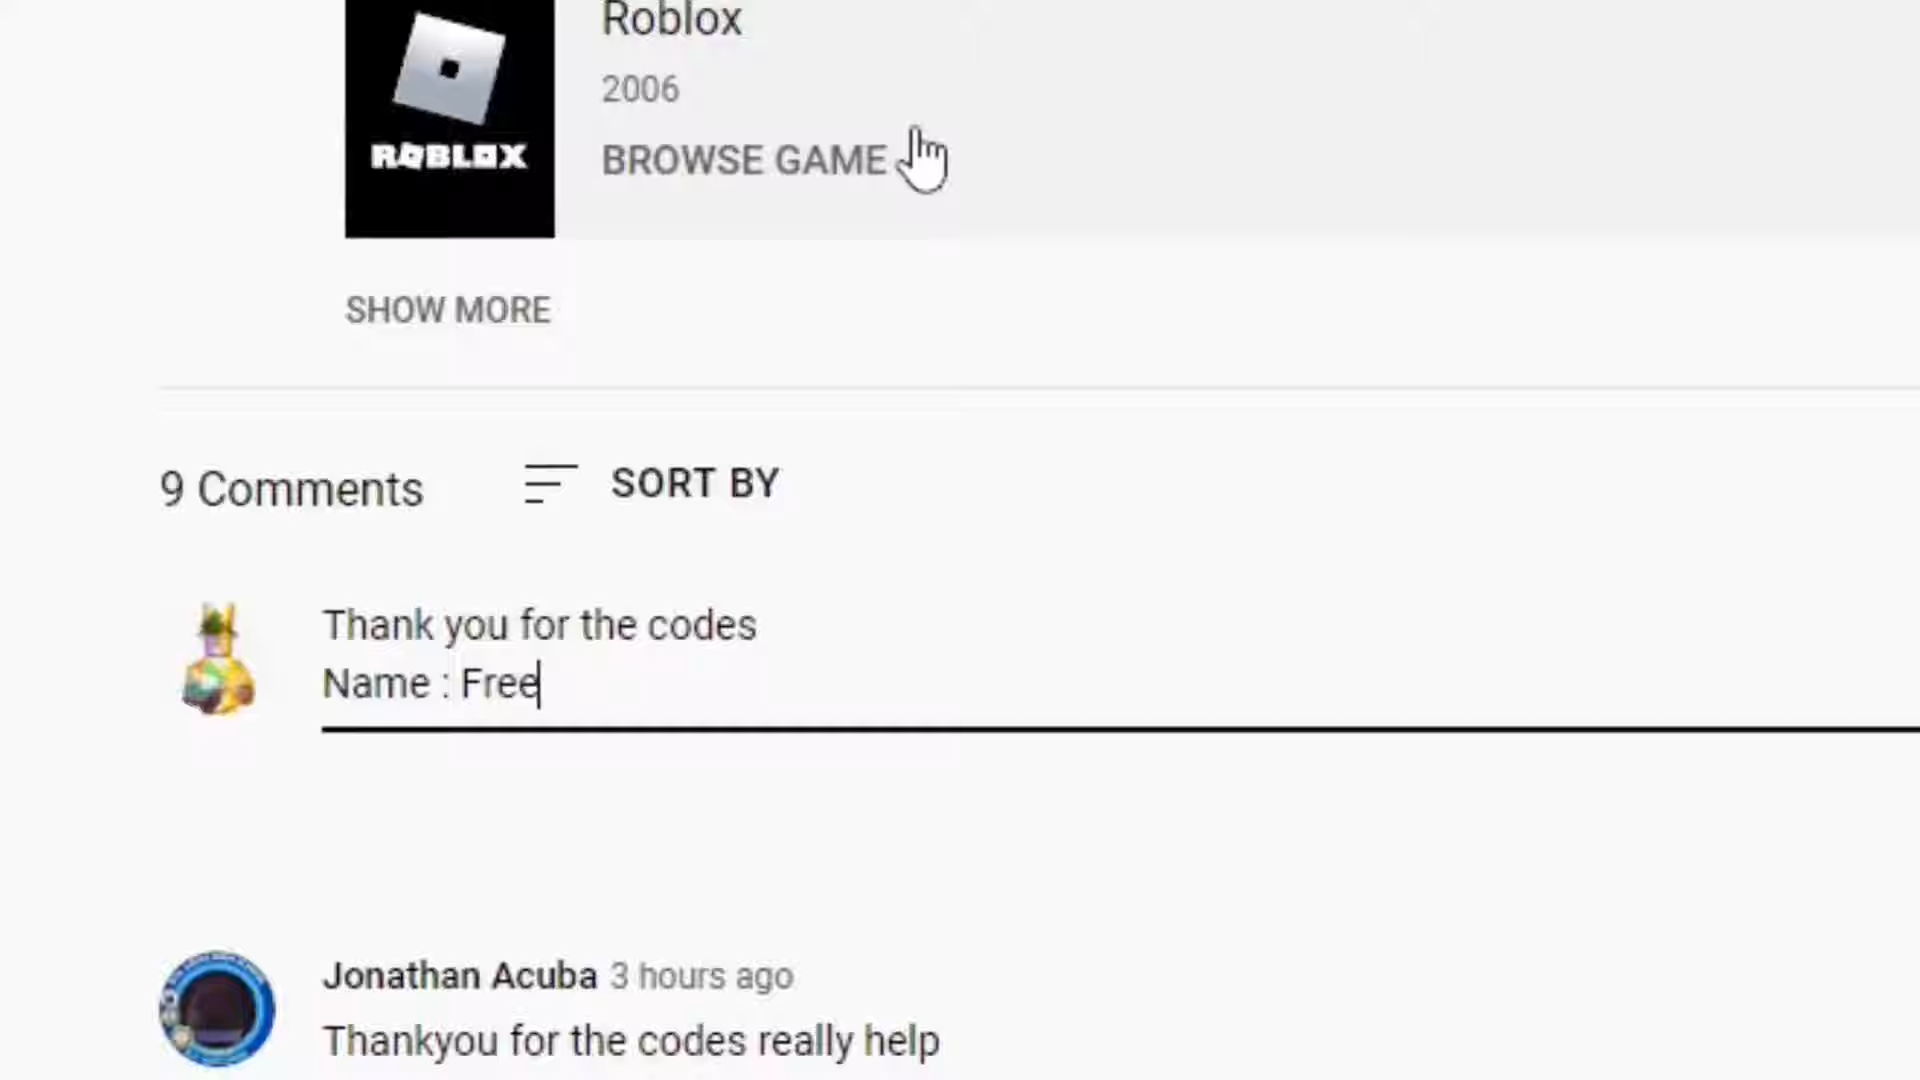 Roblox
2006
BROWSE GAME
ROBLOX
SHOW MORE
9 Comments
SORT BY
Thank you for the codes
Name : Free
Jonathan Acuba 3 hours ago
Thankyou for the codes really help